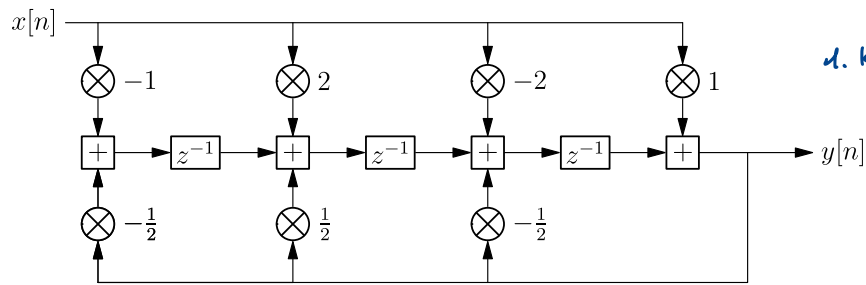 x[n]
−1 2 −2 1
+ z⁻¹ + z⁻¹ + z⁻¹ + y[n]
−1/2 1/2 −1/2